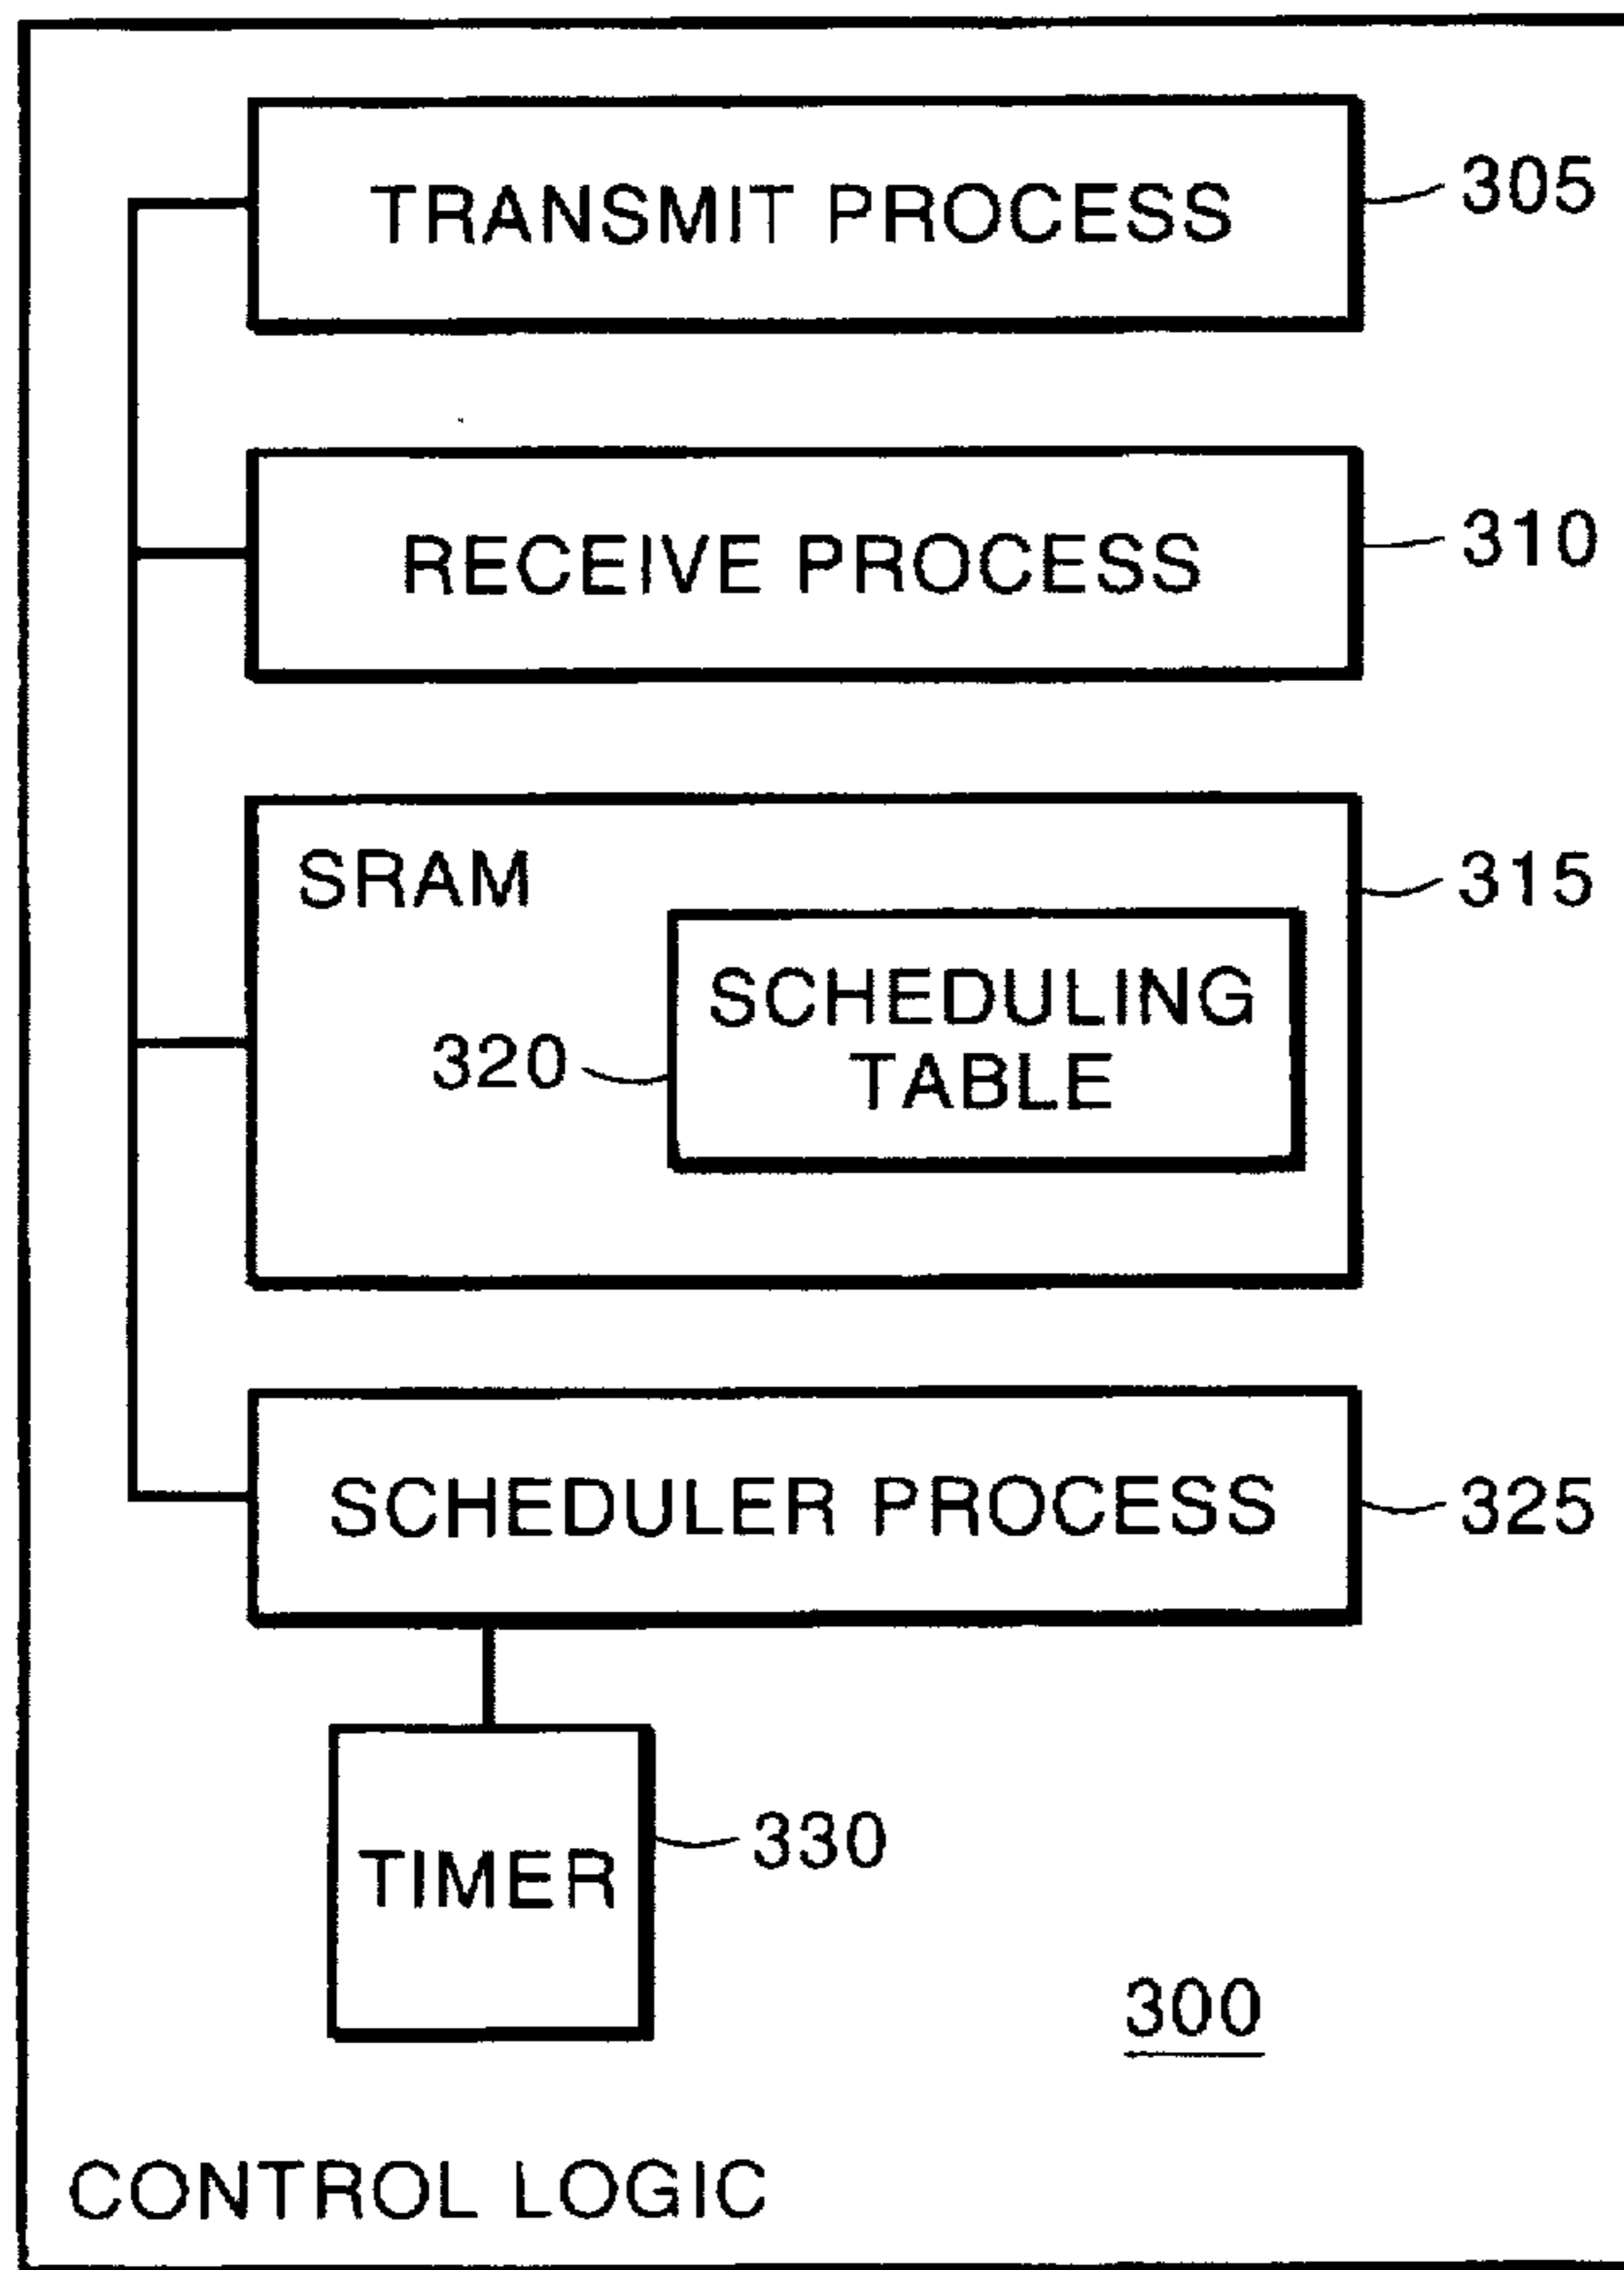 TRANSMIT PROCESS
305
RECEIVE PROCESS
310
SRAM
315
SCHEDULING
TABLE
320
SCHEDULER PROCESS
325
TIMER
330
300
CONTROL LOGIC